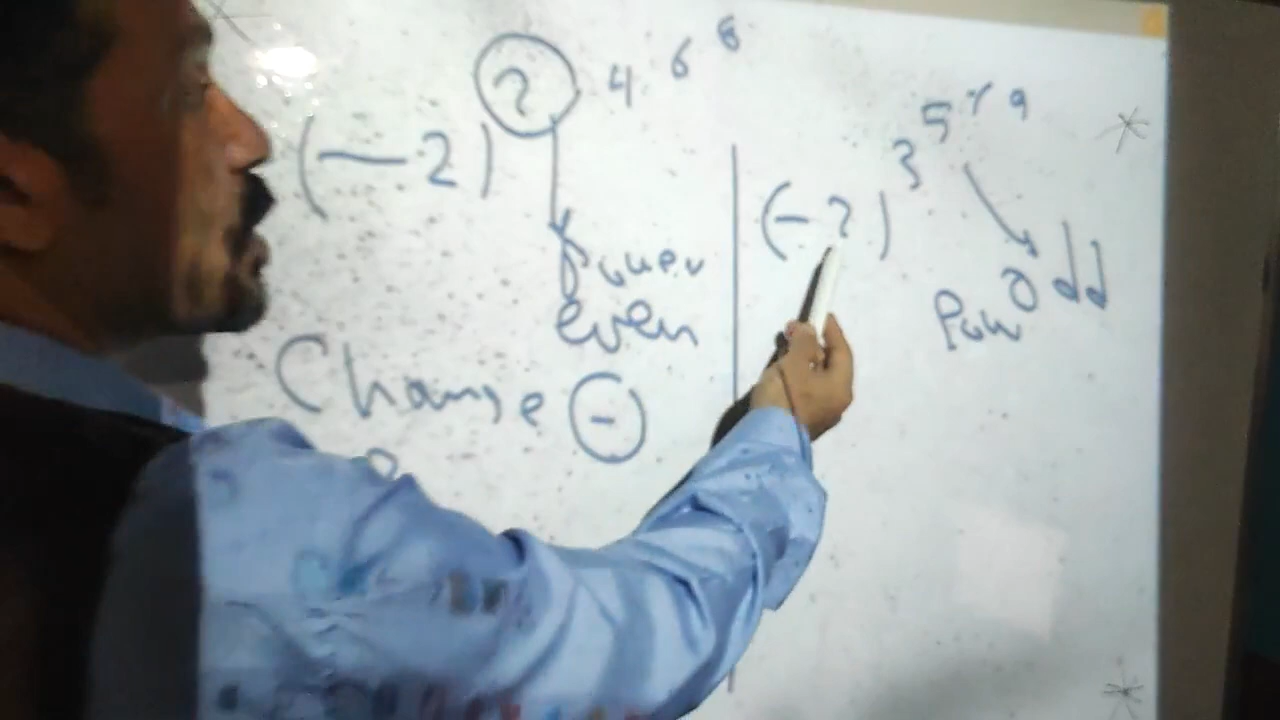 (-2)² 4 6 8
Power
even
Change -
(-2)³ 5 7 9
Pow Odd